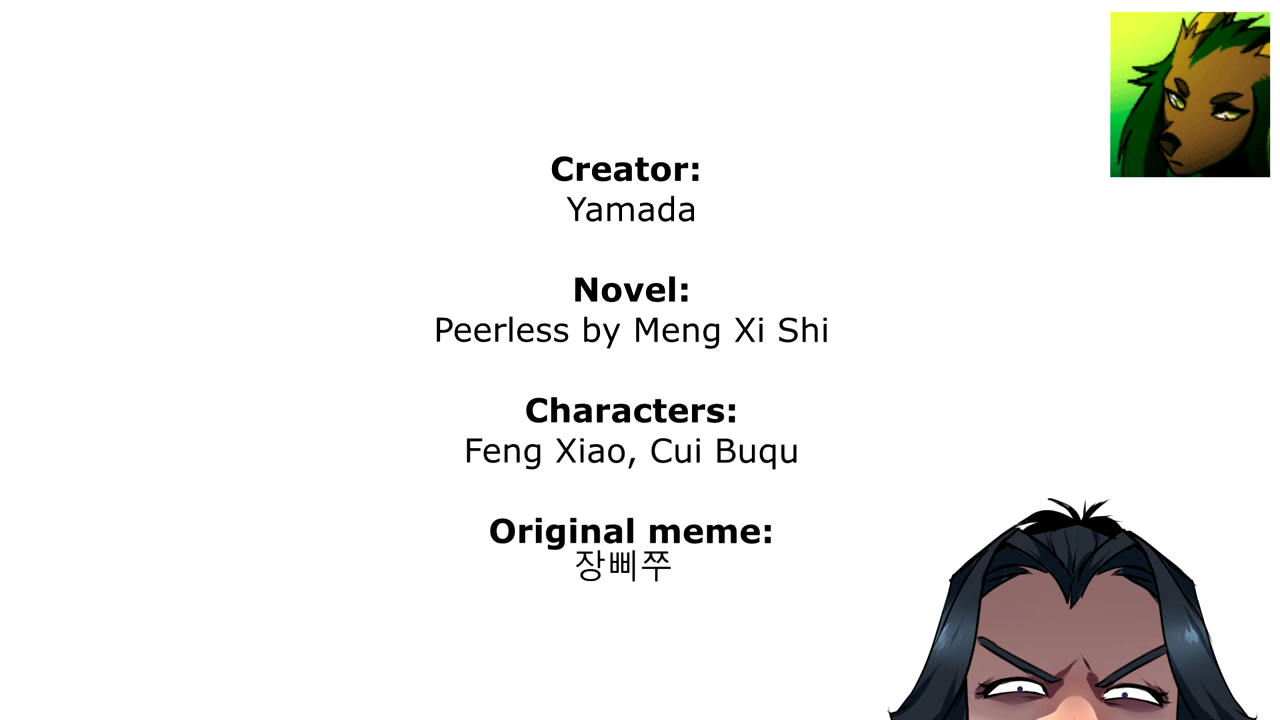 Creator:
Yamada
Novel:
Peerless by Meng Xi Shi
Characters:
Feng Xiao, Cui Buqu
Original meme:
장삐쭈